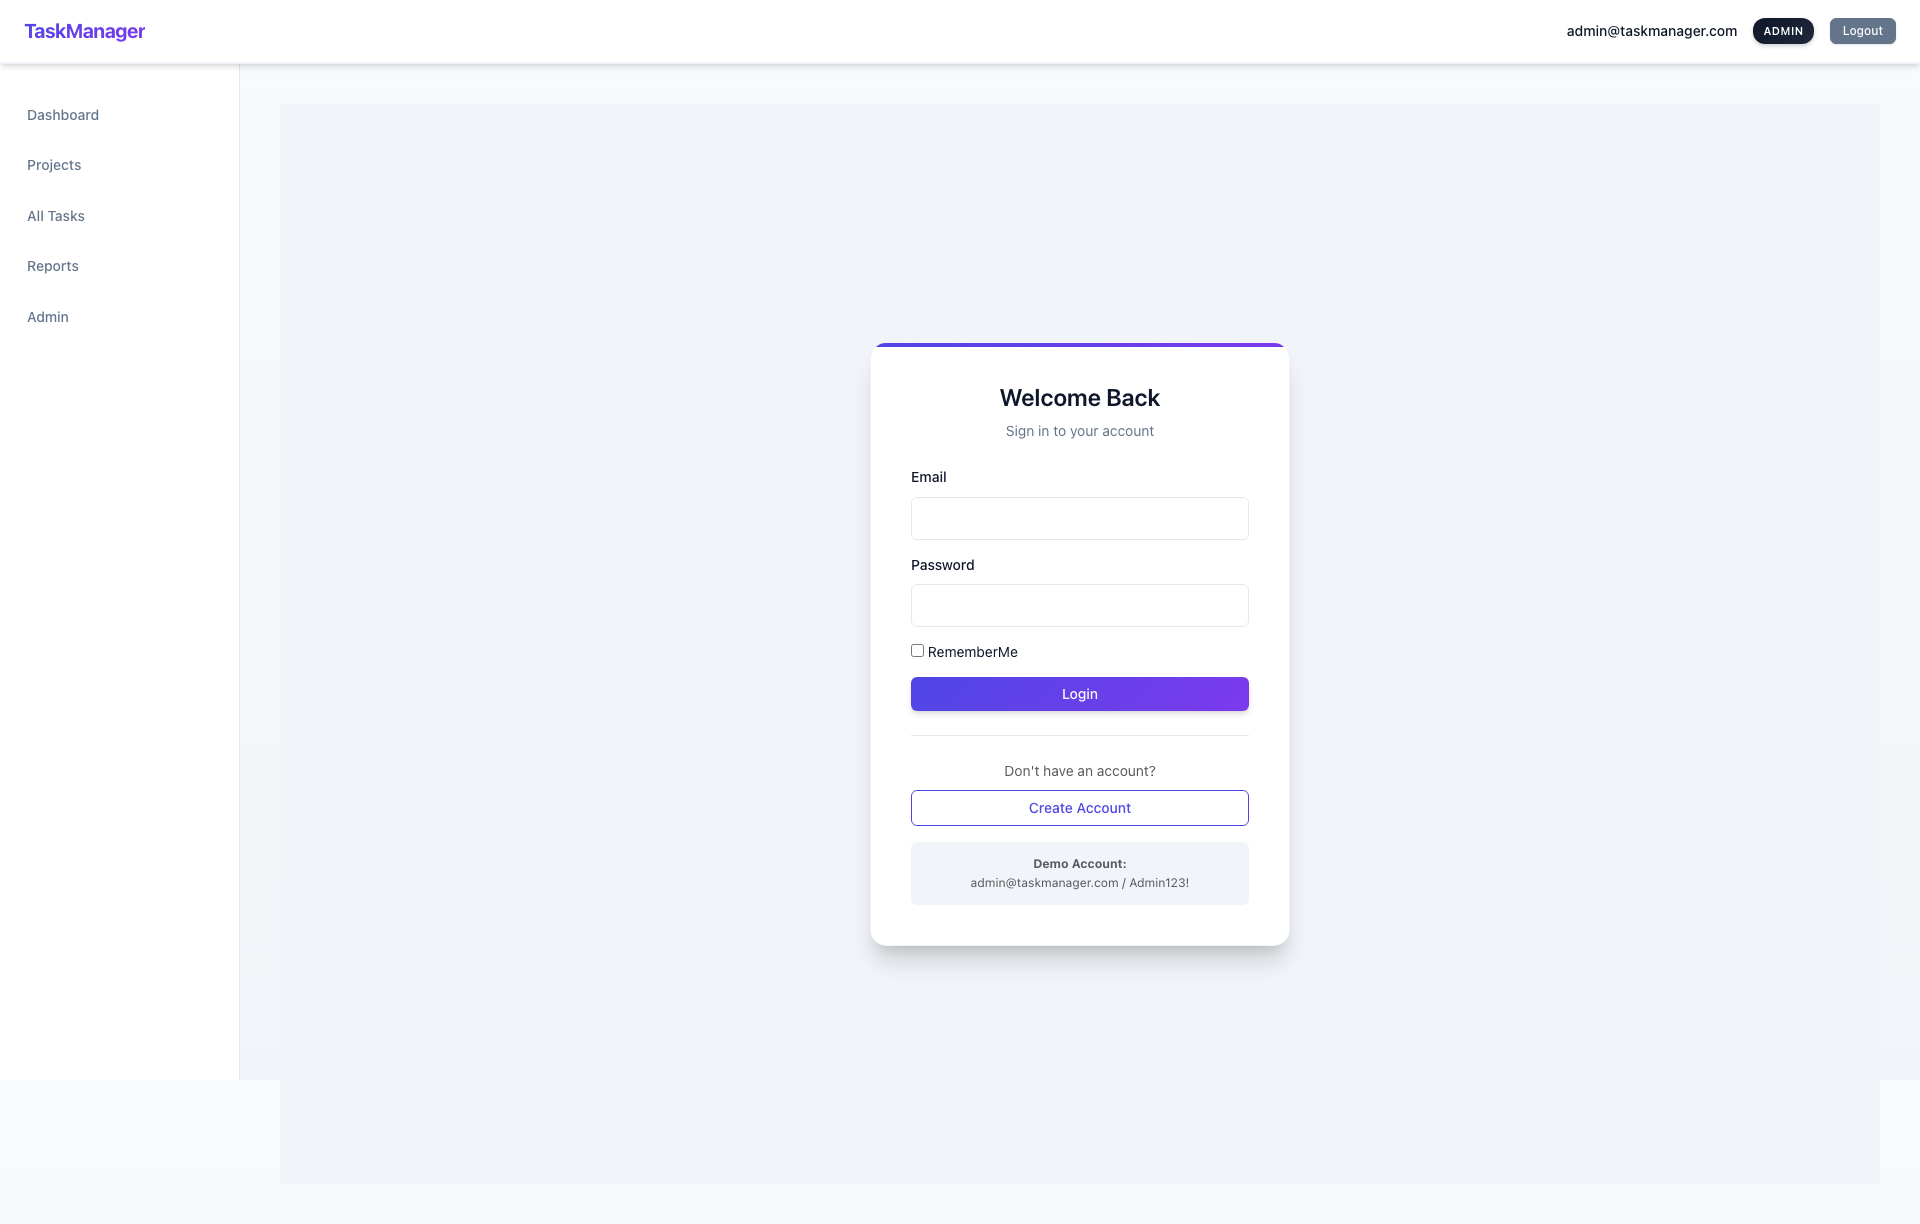 TaskManager
admin@taskmanager.com ADMIN Logout
Dashboard
Projects
All Tasks
Reports
Admin
Welcome Back
Sign in to your account
Email
Password
RememberMe
Login
Don't have an account?
Create Account
Demo Account:
admin@taskmanager.com / Admin123!